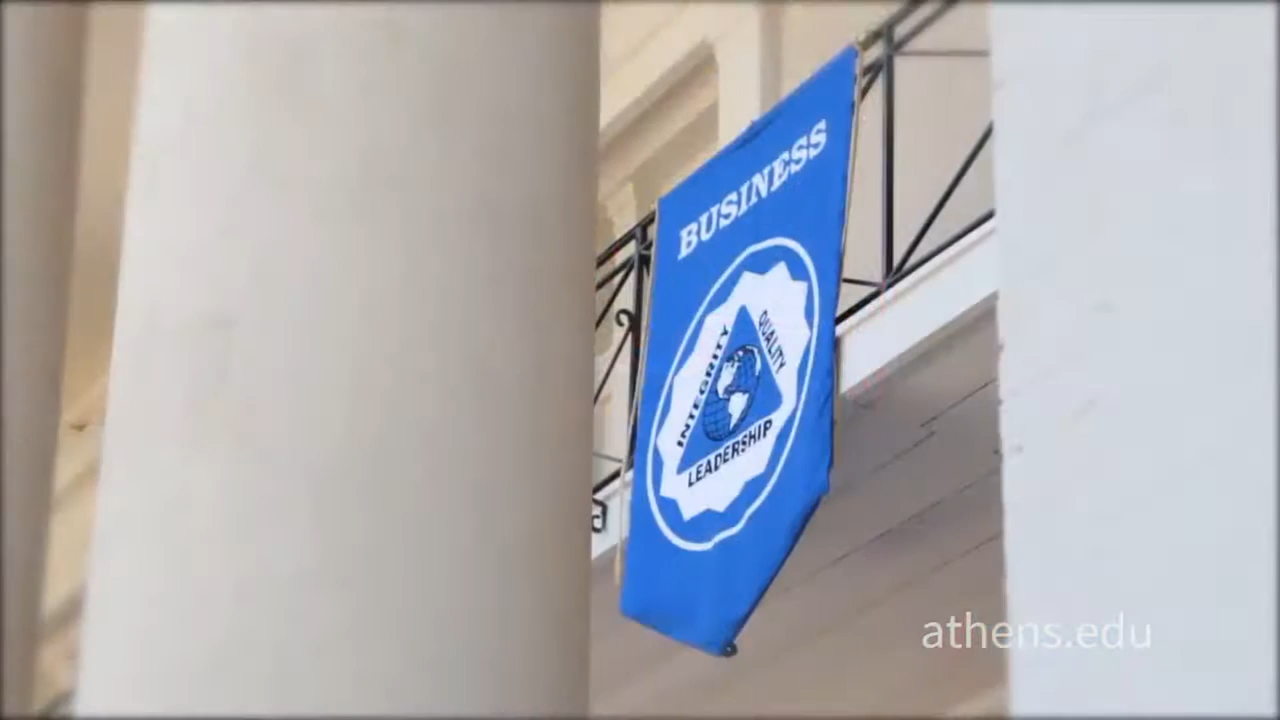 BUSINESS
INTEGRITY
QUALITY
LEADERSHIP
athens.edu